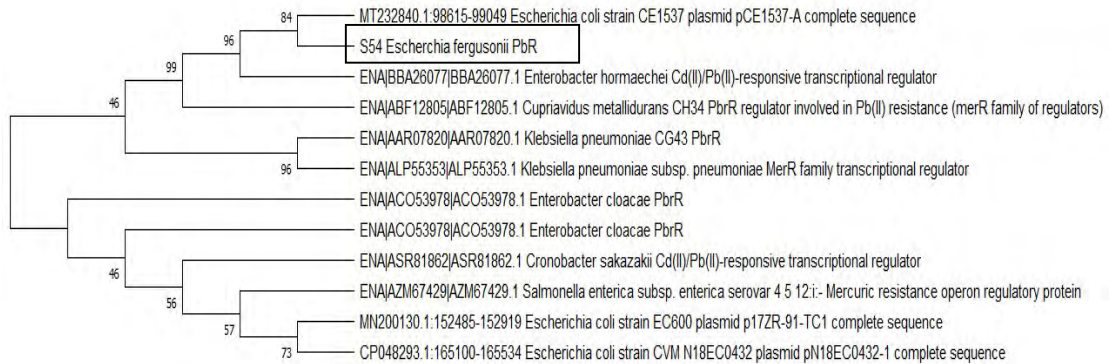 84
MT232840.1:98615-99049 Escherichia coli strain CE1537 plasmid pCE1537-A complete sequence
96
S54 Escherchia fergusonii PbR
99
ENA|BBA26077|BBA26077.1 Enterobacter hormaechei Cd(II)/Pb(II)-responsive transcriptional regulator
46
ENA|ABF12805|ABF12805.1 Cupriavidus metallidurans CH34 PbrR regulator involved in Pb(II) resistance (merR family of regulators)
ENA|AAR07820|AAR07820.1 Klebsiella pneumoniae CG43 PbrR
96
ENA|ALP55353|ALP55353.1 Klebsiella pneumoniae subsp. pneumoniae MerR family transcriptional regulator
ENA|ACO53978|ACO53978.1 Enterobacter cloacae PbrR
ENA|ACO53978|ACO53978.1 Enterobacter cloacae PbrR
46
ENA|ASR81862|ASR81862.1 Cronobacter sakazakii Cd(II)/Pb(II)-responsive transcriptional regulator
56
ENA|AZM67429|AZM67429.1 Salmonella enterica subsp. enterica serovar 4 5 12:i:- Mercuric resistance operon regulatory protein
57
MN200130.1:152485-152919 Escherichia coli strain EC600 plasmid p17ZR-91-TC1 complete sequence
73
CP048293.1:165100-165534 Escherichia coli strain CVM N18EC0432 plasmid pN18EC0432-1 complete sequence